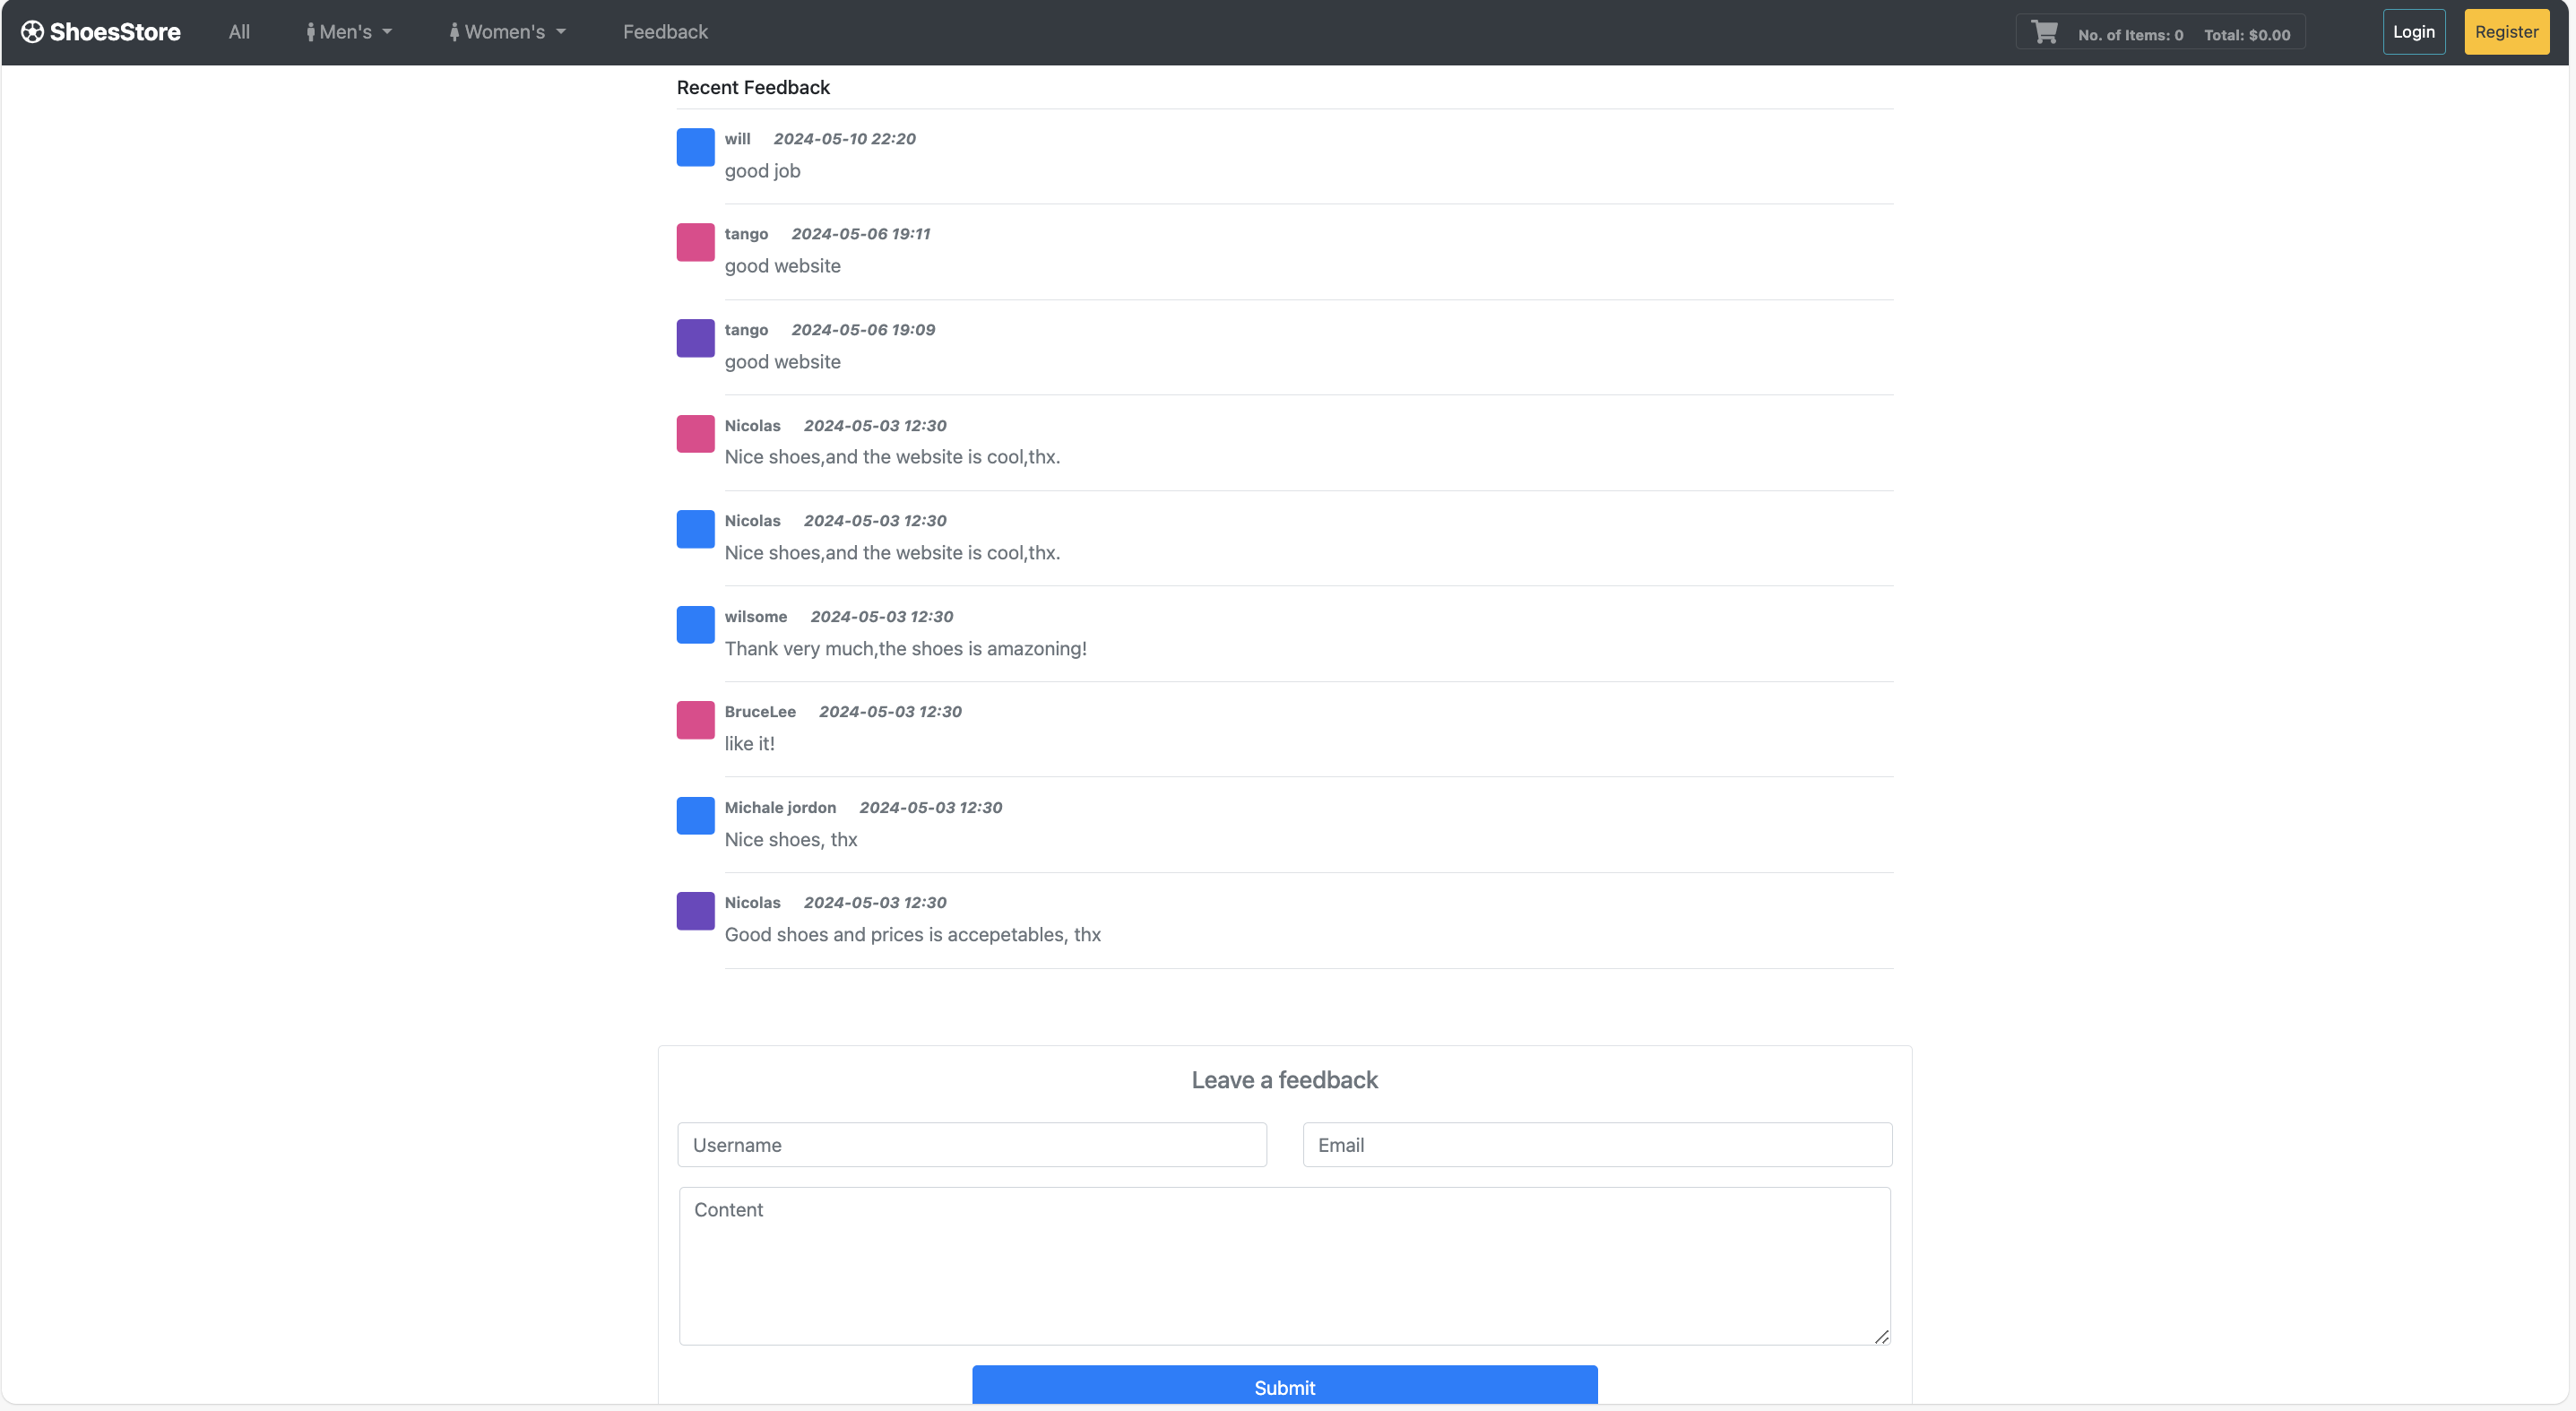 ShoesStore All Men's Women's Feedback No. of Items: 0 Total: $0.00 Login Register
Recent Feedback
will 2024-05-10 22:20
good job
tango 2024-05-06 19:11
good website
tango 2024-05-06 19:09
good website
Nicolas 2024-05-03 12:30
Nice shoes,and the website is cool,thx.
Nicolas 2024-05-03 12:30
Nice shoes,and the website is cool,thx.
wilsome 2024-05-03 12:30
Thank very much,the shoes is amazoning!
BruceLee 2024-05-03 12:30
like it!
Michale jordon 2024-05-03 12:30
Nice shoes, thx
Nicolas 2024-05-03 12:30
Good shoes and prices is accepetables, thx
Leave a feedback
Username Email
Content
Submit